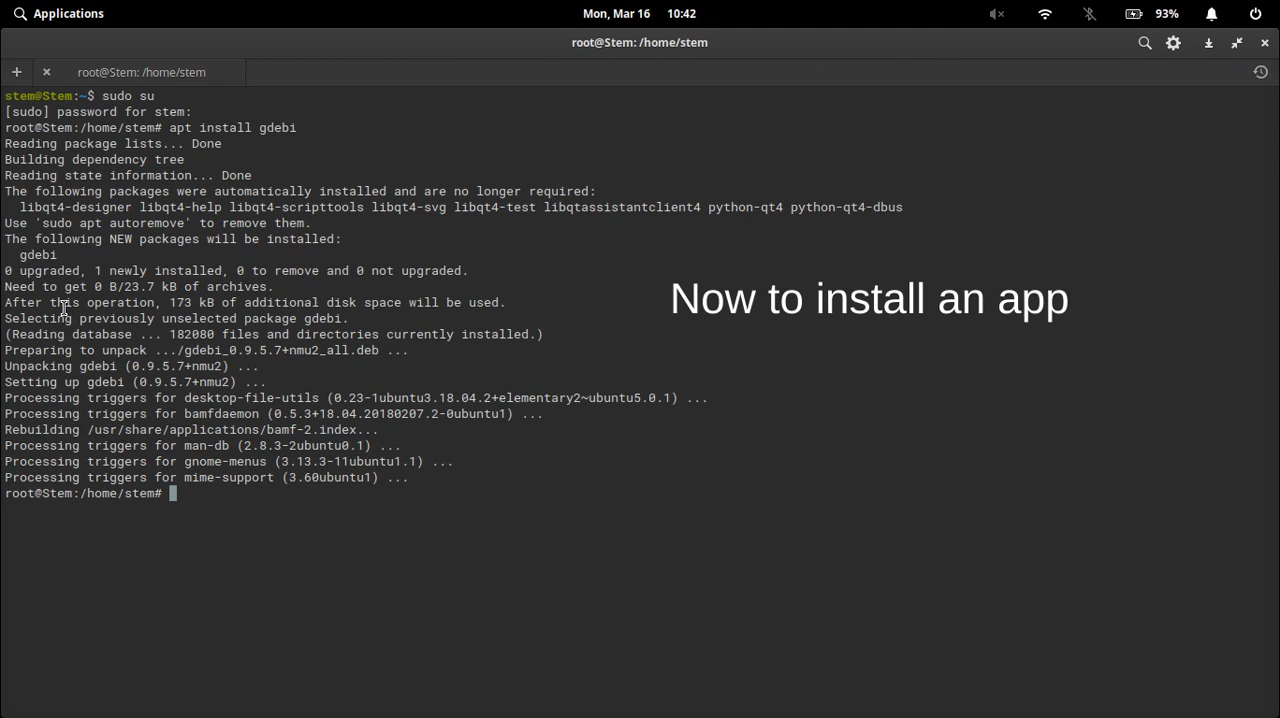 Applications
Mon, Mar 16 10:42
93%
root@Stem: /home/stem
root@Stem: /home/stem
stem@Stem:~$ sudo su
[sudo] password for stem:
root@Stem:/home/stem# apt install gdebi
Reading package lists... Done
Building dependency tree
Reading state information... Done
The following packages were automatically installed and are no longer required:
  libqt4-designer libqt4-help libqt4-scripttools libqt4-svg libqt4-test libqtassistantclient4 python-qt4 python-qt4-dbus
Use 'sudo apt autoremove' to remove them.
The following NEW packages will be installed:
  gdebi
0 upgraded, 1 newly installed, 0 to remove and 0 not upgraded.
Need to get 0 B/23.7 kB of archives.
After this operation, 173 kB of additional disk space will be used.
Selecting previously unselected package gdebi.
(Reading database ... 182080 files and directories currently installed.)
Preparing to unpack .../gdebi_0.9.5.7+nmu2_all.deb ...
Unpacking gdebi (0.9.5.7+nmu2) ...
Setting up gdebi (0.9.5.7+nmu2) ...
Processing triggers for desktop-file-utils (0.23-1ubuntu3.18.04.2+elementary2~ubuntu5.0.1) ...
Processing triggers for bamfdaemon (0.5.3+18.04.20180207.2-0ubuntu1) ...
Rebuilding /usr/share/applications/bamf-2.index...
Processing triggers for man-db (2.8.3-2ubuntu0.1) ...
Processing triggers for gnome-menus (3.13.3-11ubuntu1.1) ...
Processing triggers for mime-support (3.60ubuntu1) ...
root@Stem:/home/stem#
Now to install an app